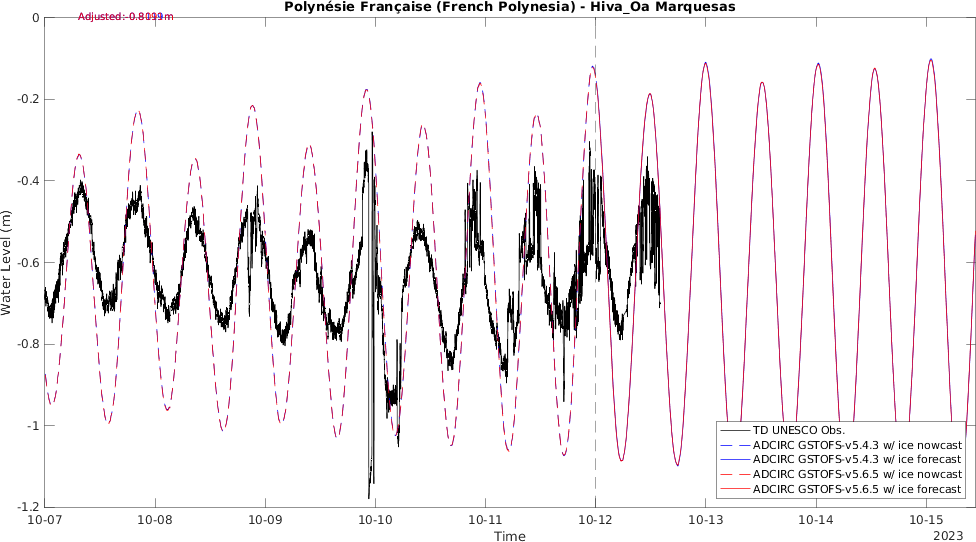 Polynésie Française (French Polynesia) - Hiva_Oa Marquesas
Adjusted:
0
-0.2
-0.4
-0.6
-0.8
-1
-1.2
Water Level (m)
TD UNESCO Obs.
ADCIRC GSTOFS-v5.4.3 w/ ice nowcast
ADCIRC GSTOFS-v5.4.3 w/ ice forecast
ADCIRC GSTOFS-v5.6.5 w/ ice nowcast
ADCIRC GSTOFS-v5.6.5 w/ ice forecast
10-07 10-08 10-09 10-10 10-11 10-12 10-13 10-14 10-15
Time
2023